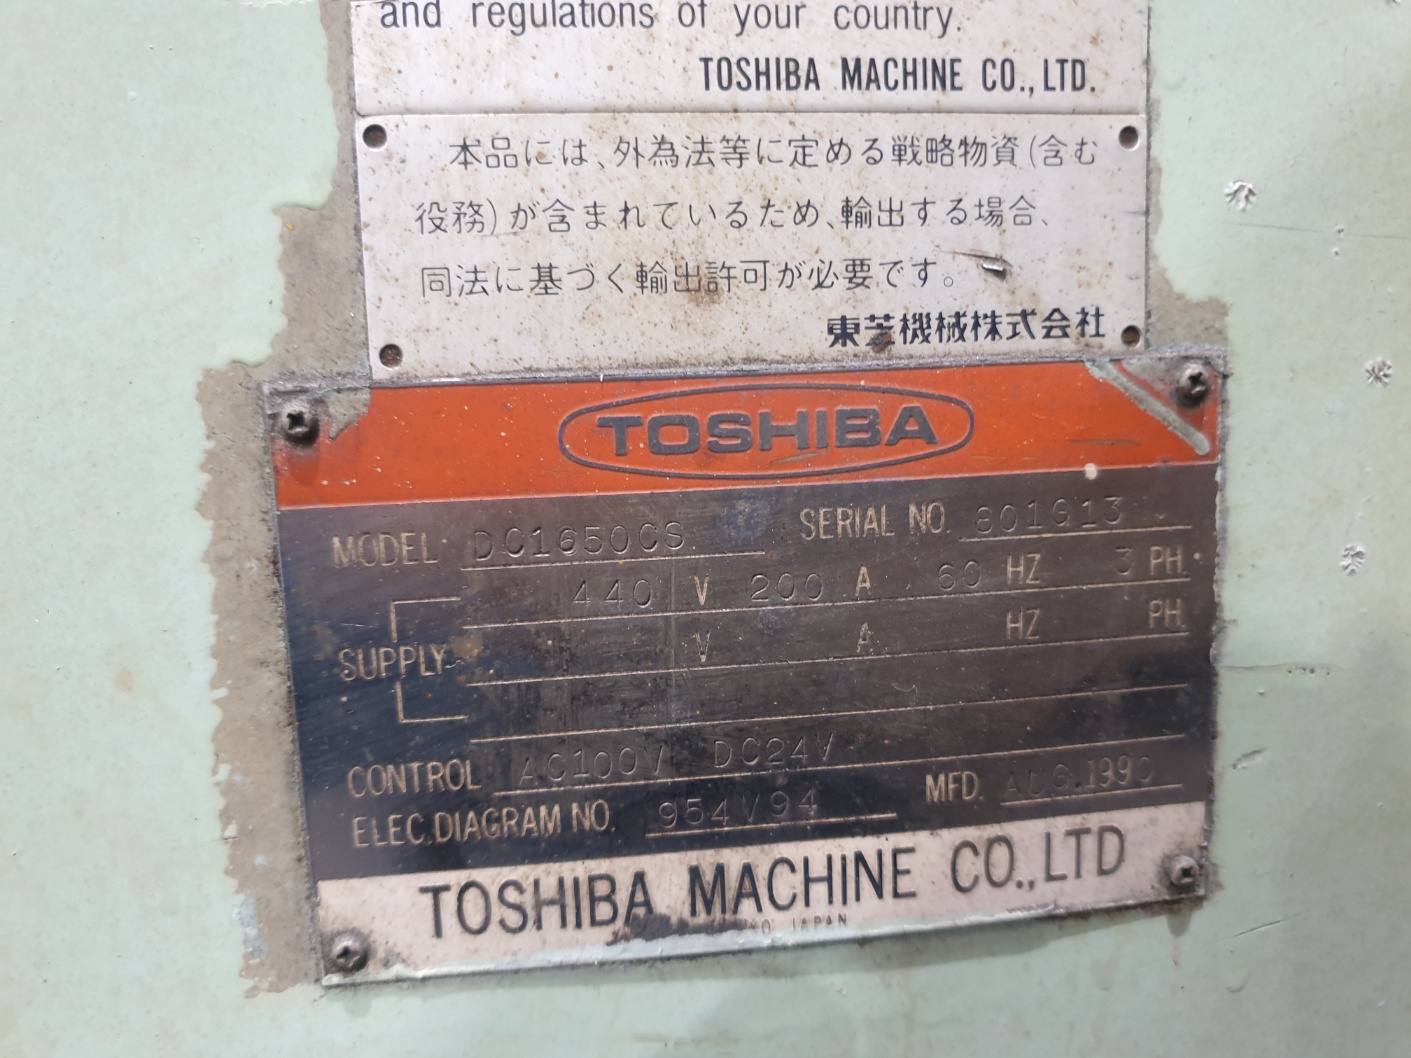 and regulations of your country.
TOSHIBA MACHINE CO.,LTD.
本品には、外為法等に定める戦略物資(含む
役務)が含まれているため、輸出する場合、
同法に基づく輸出許可が必要です。
東芝機械株式会社
TOSHIBA
MODEL DC1650CS SERIAL NO. 801G13
440 V 200 A 60 HZ 3 PH.
SUPPLY V A HZ PH.
CONTROL AC100V DC24V
ELEC.DIAGRAM NO. 954V94 MFD. AUG.1990
TOSHIBA MACHINE CO.,LTD
JAPAN